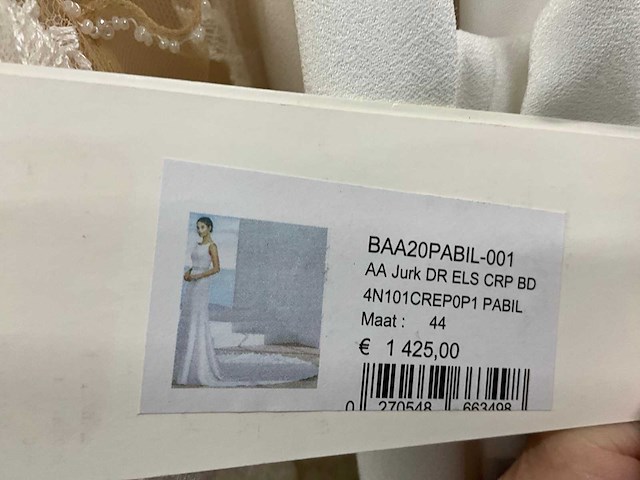 BAA20PABIL-001
AA Jurk DR ELS CRP BD
4N101CREP0P1 PABIL
Maat : 44
€ 1 425,00
0 270548 663498